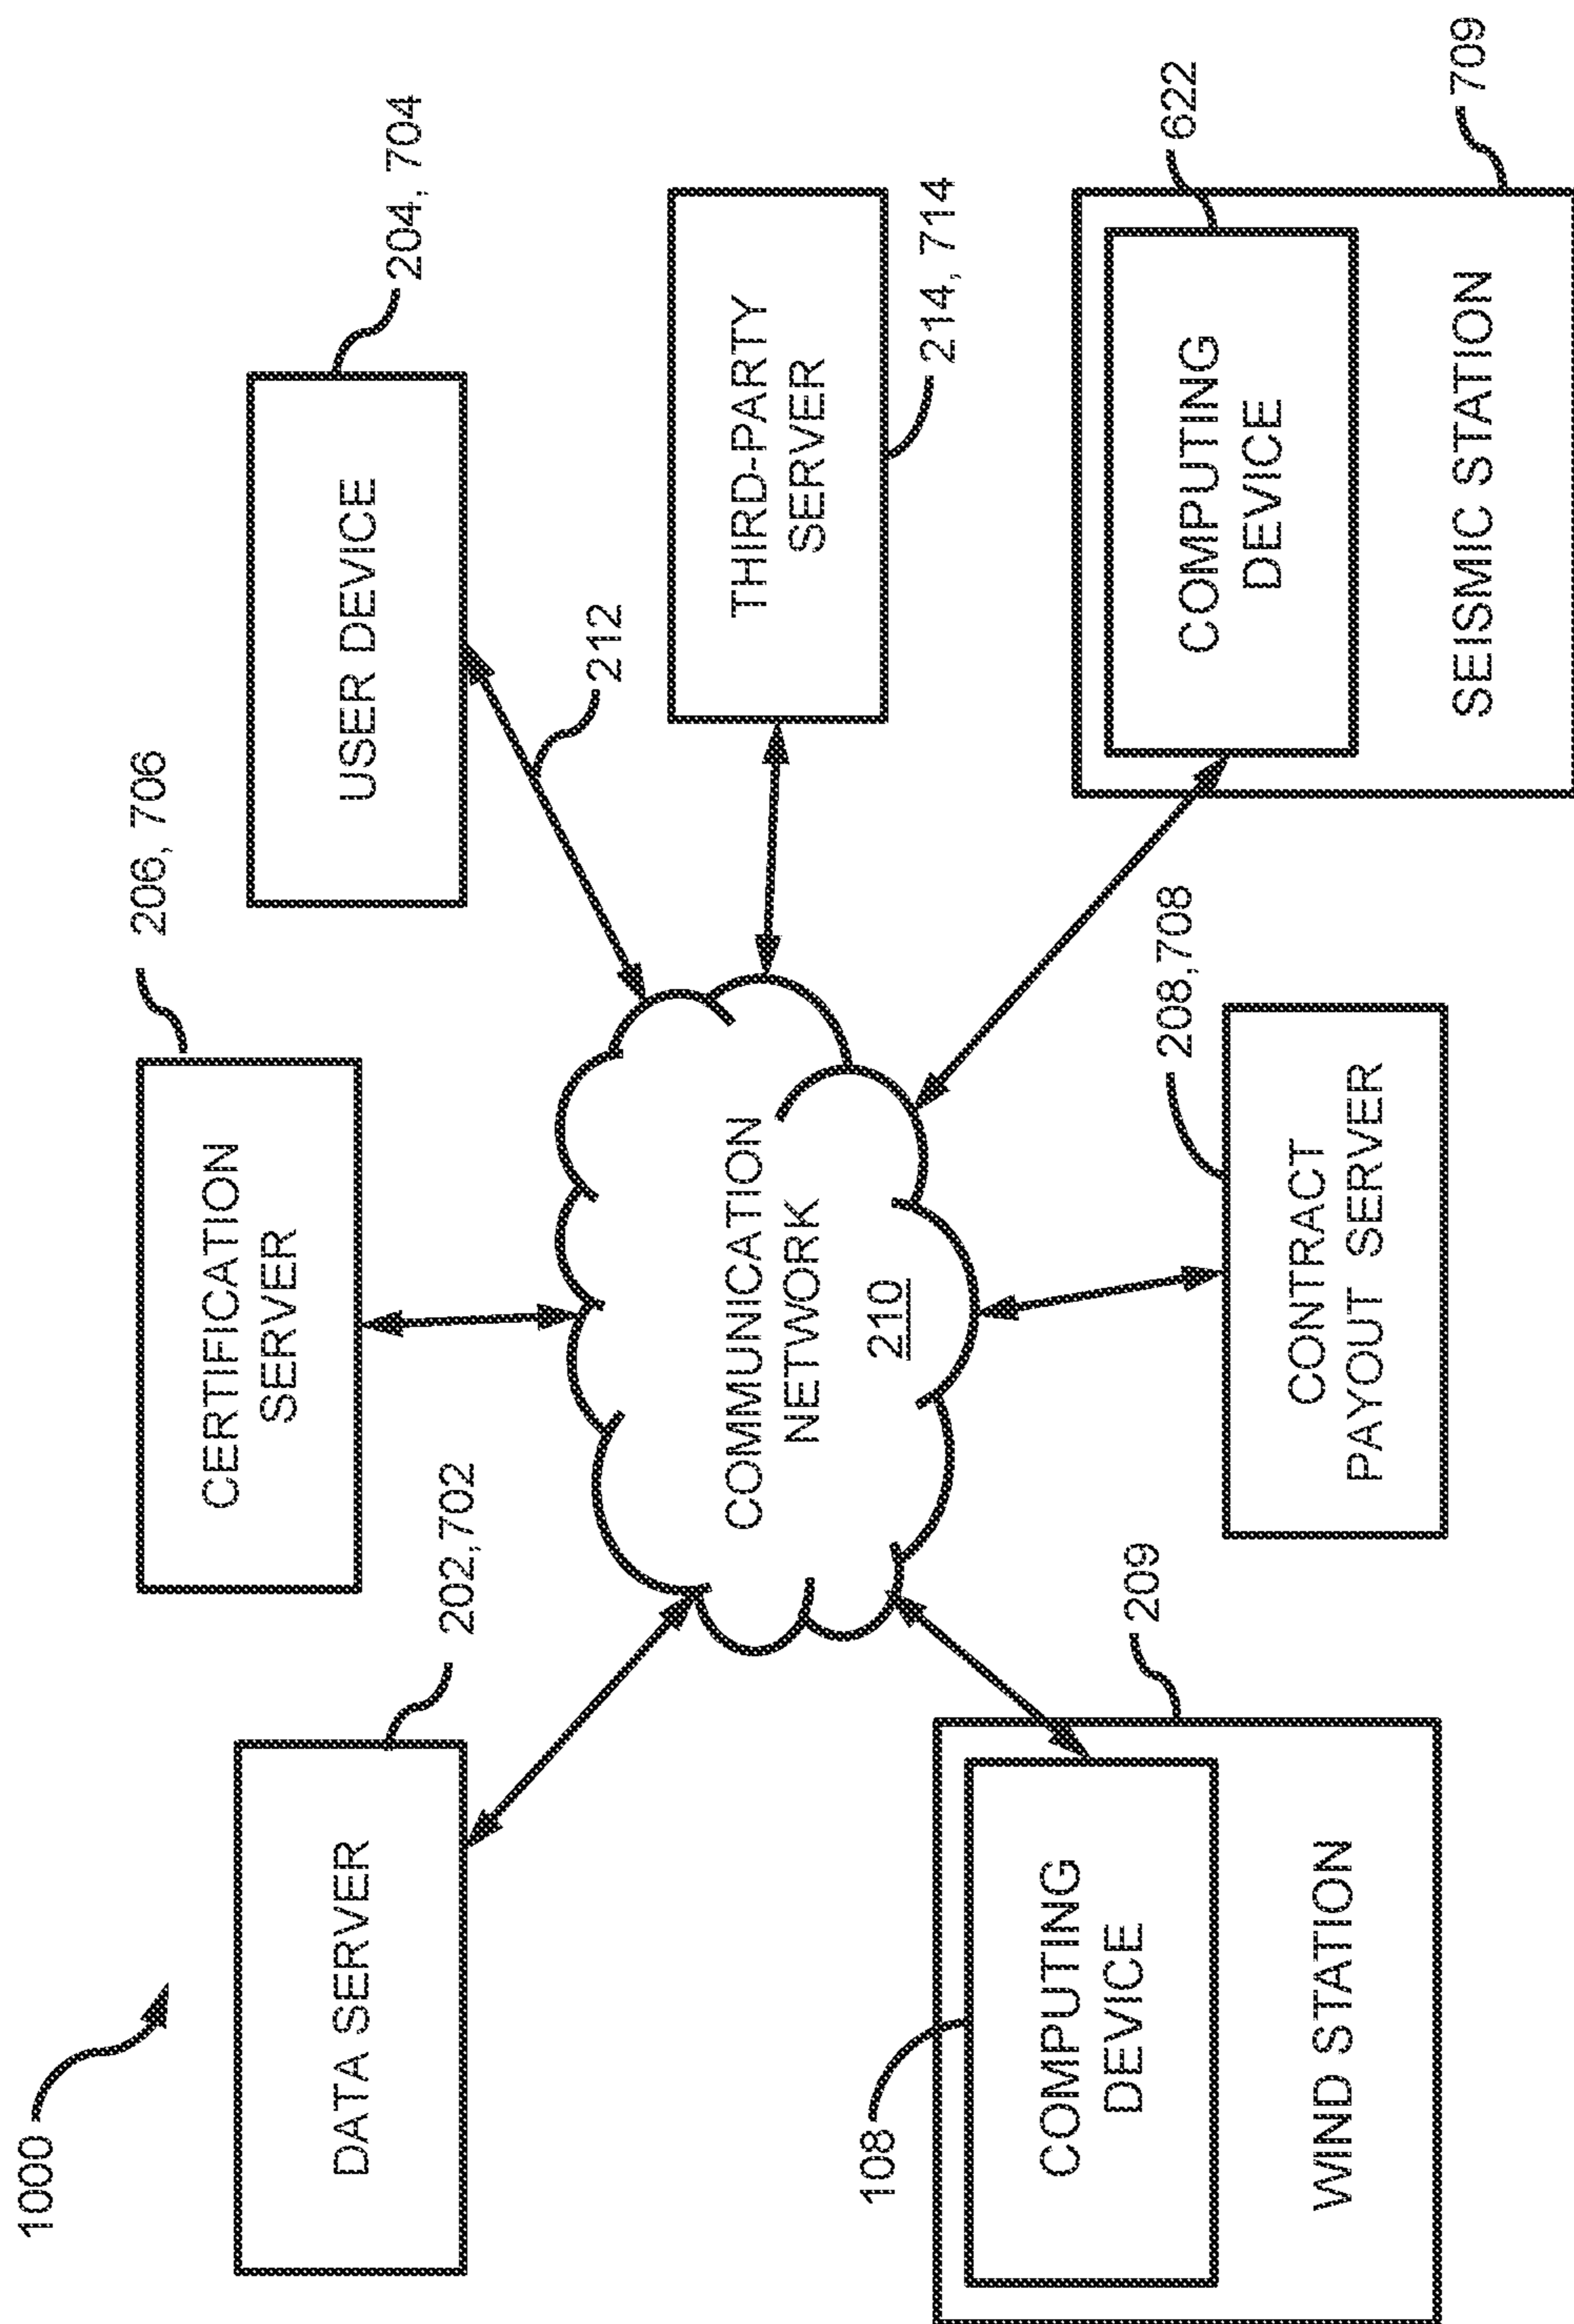 1000
DATA SERVER
202,702
CERTIFICATION
SERVER
206, 706
USER DEVICE
204, 704
212
COMMUNICATION
NETWORK
210
THIRD-PARTY
SERVER
214, 714
108
COMPUTING
DEVICE
WIND STATION
209
CONTRACT
PAYOUT SERVER
208,708
COMPUTING
DEVICE
622
SEISMIC STATION
709